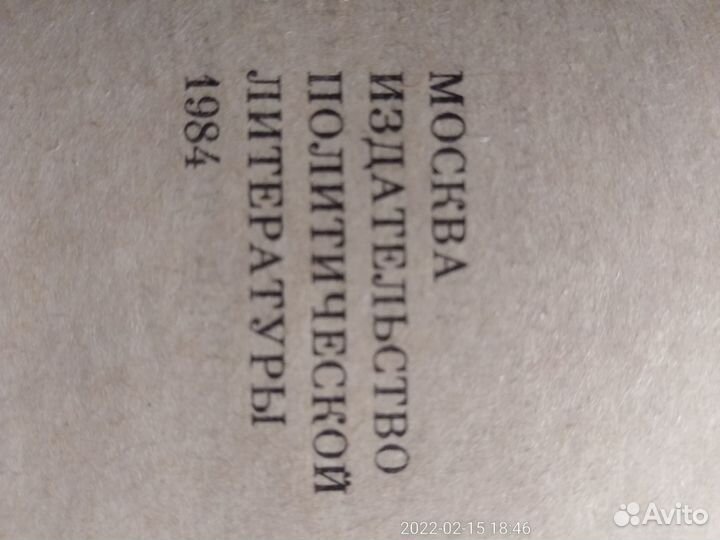 МОСКВА
ИЗДАТЕЛЬСТВО
ПОЛИТИЧЕСКОЙ
ЛИТЕРАТУРЫ
1984
2022-02-15 18:46
Avito